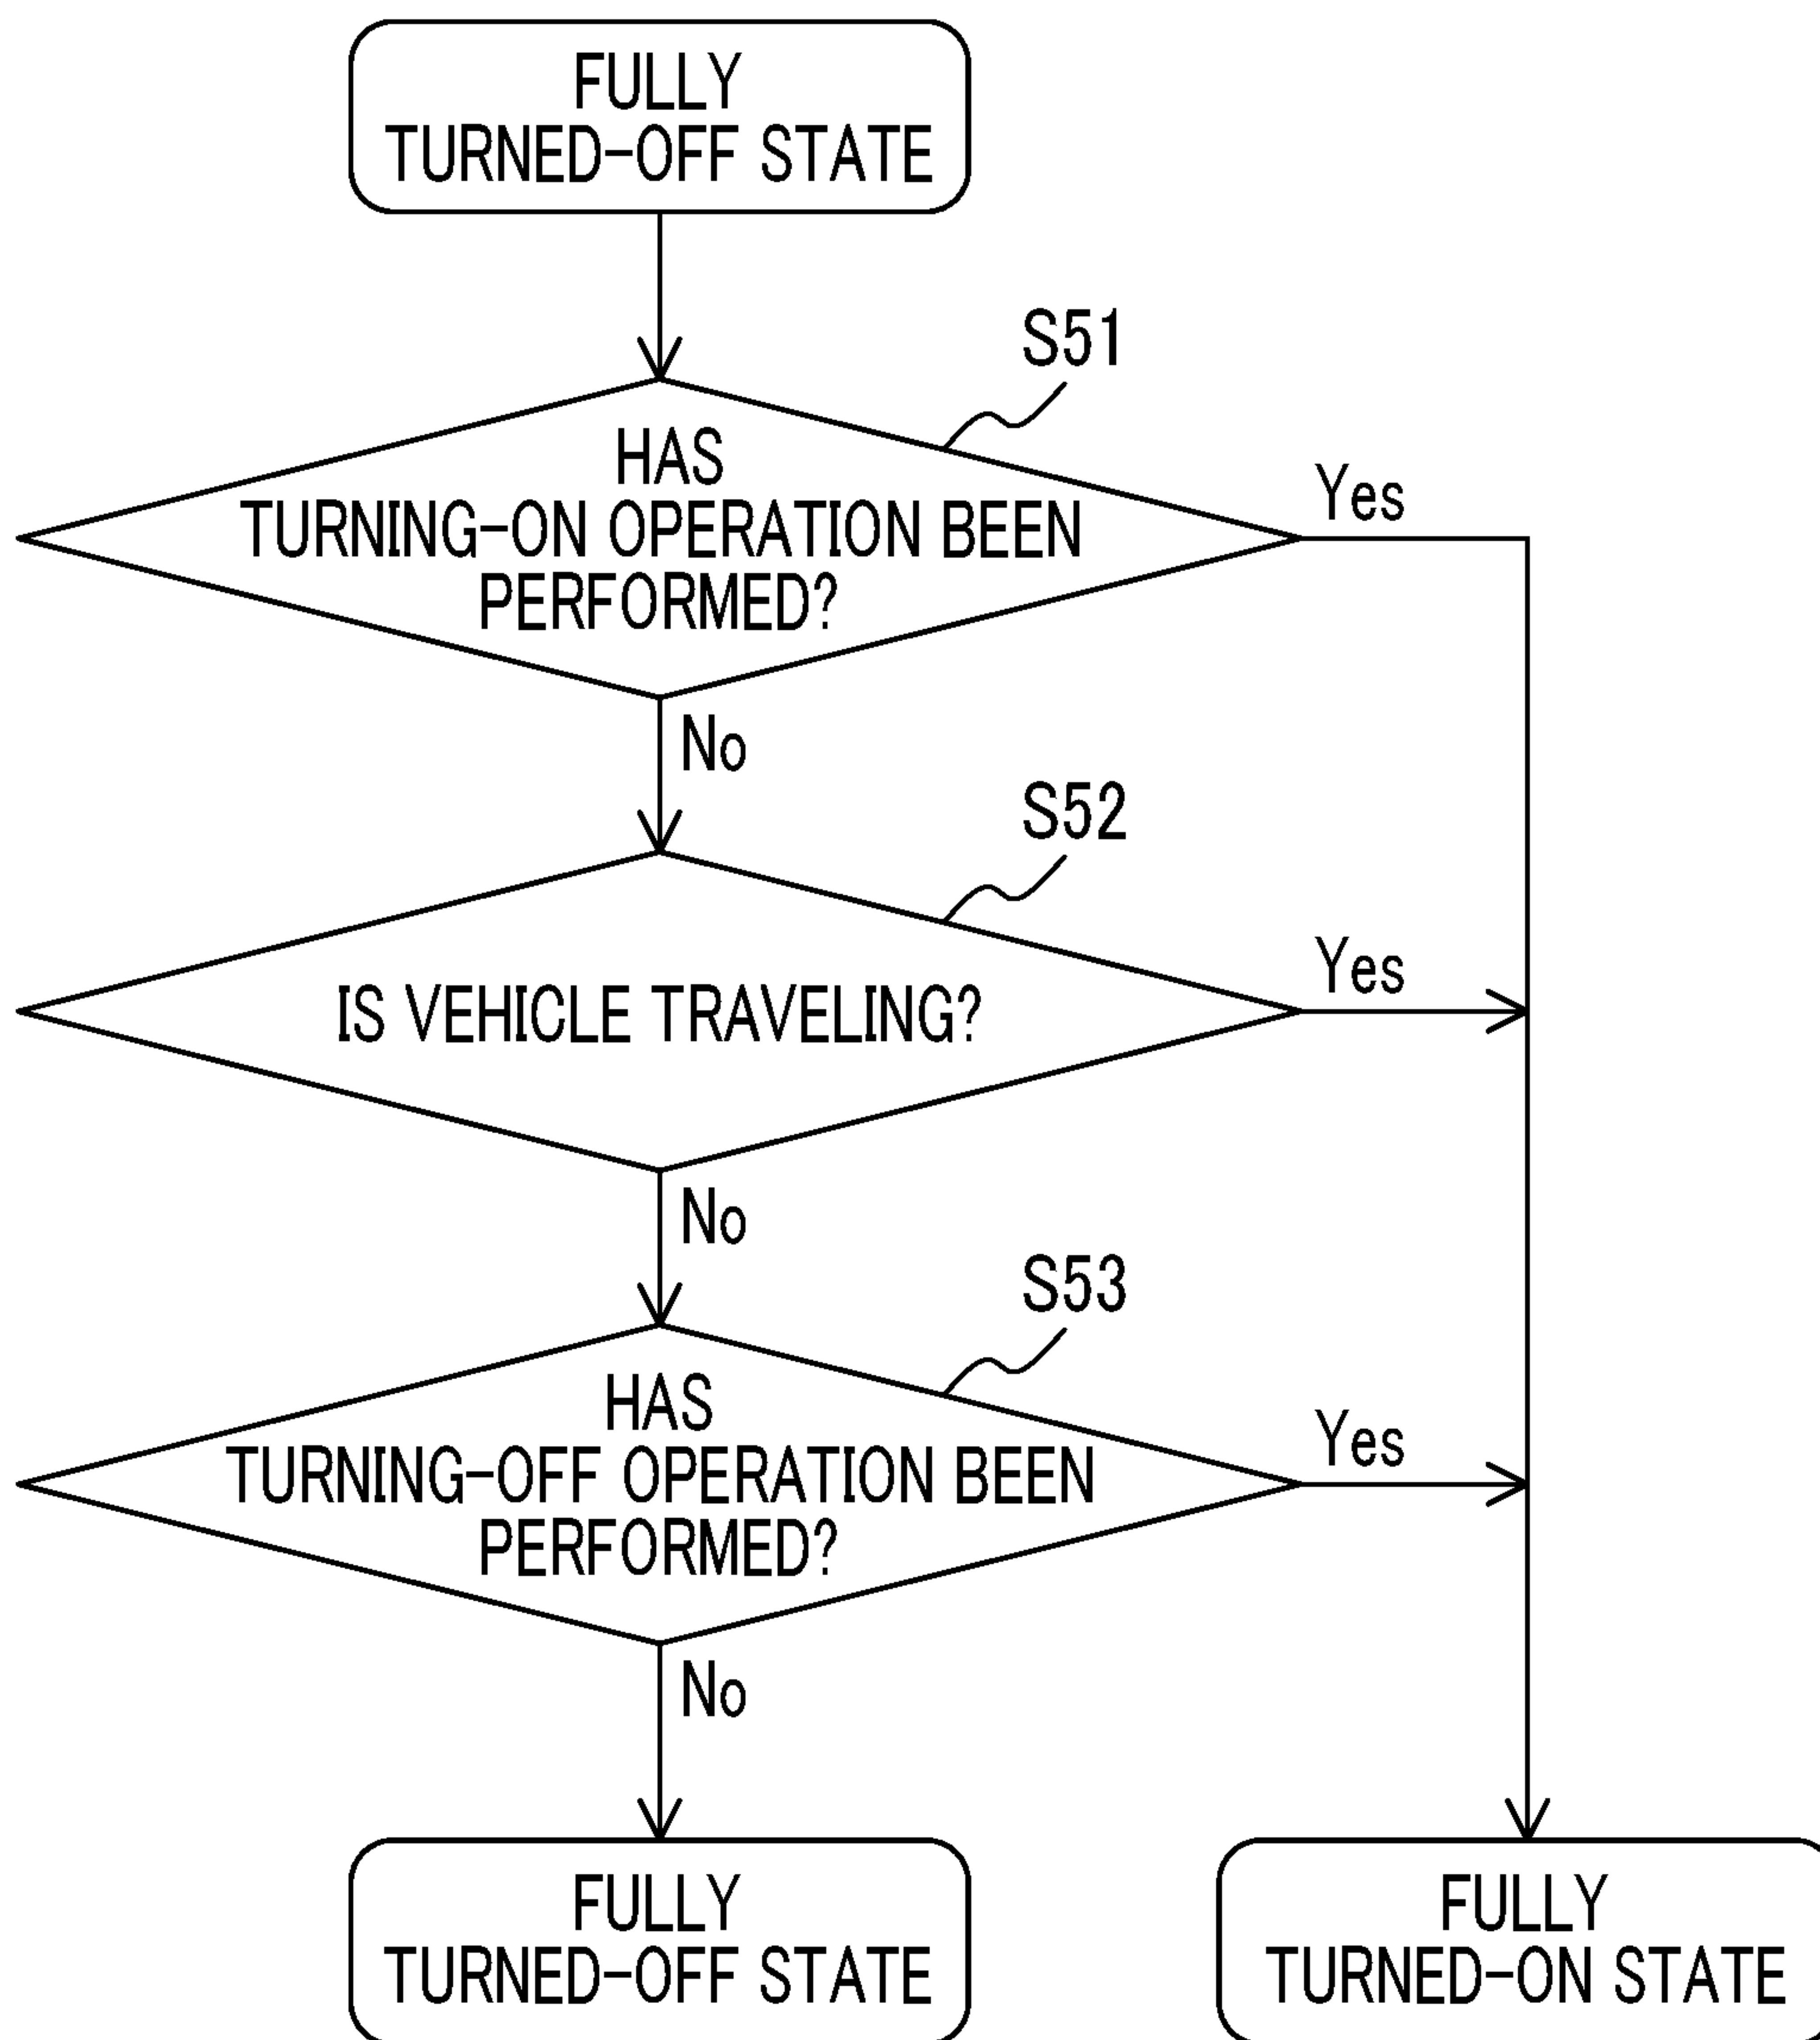 FULLY
TURNED-OFF STATE
S51
HAS
TURNING-ON OPERATION BEEN
PERFORMED?
Yes
No
S52
IS VEHICLE TRAVELING?
Yes
No
S53
HAS
TURNING-OFF OPERATION BEEN
PERFORMED?
Yes
No
FULLY
TURNED-OFF STATE
FULLY
TURNED-ON STATE